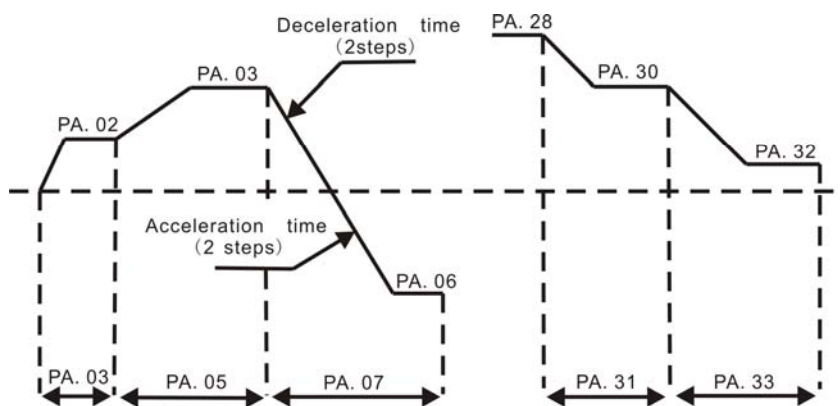 Deceleration time
(2steps)
PA. 28
PA. 03
PA. 30
PA. 02
PA. 32
Acceleration time
(2 steps)
PA. 06
PA. 03
PA. 05
PA. 07
PA. 31
PA. 33